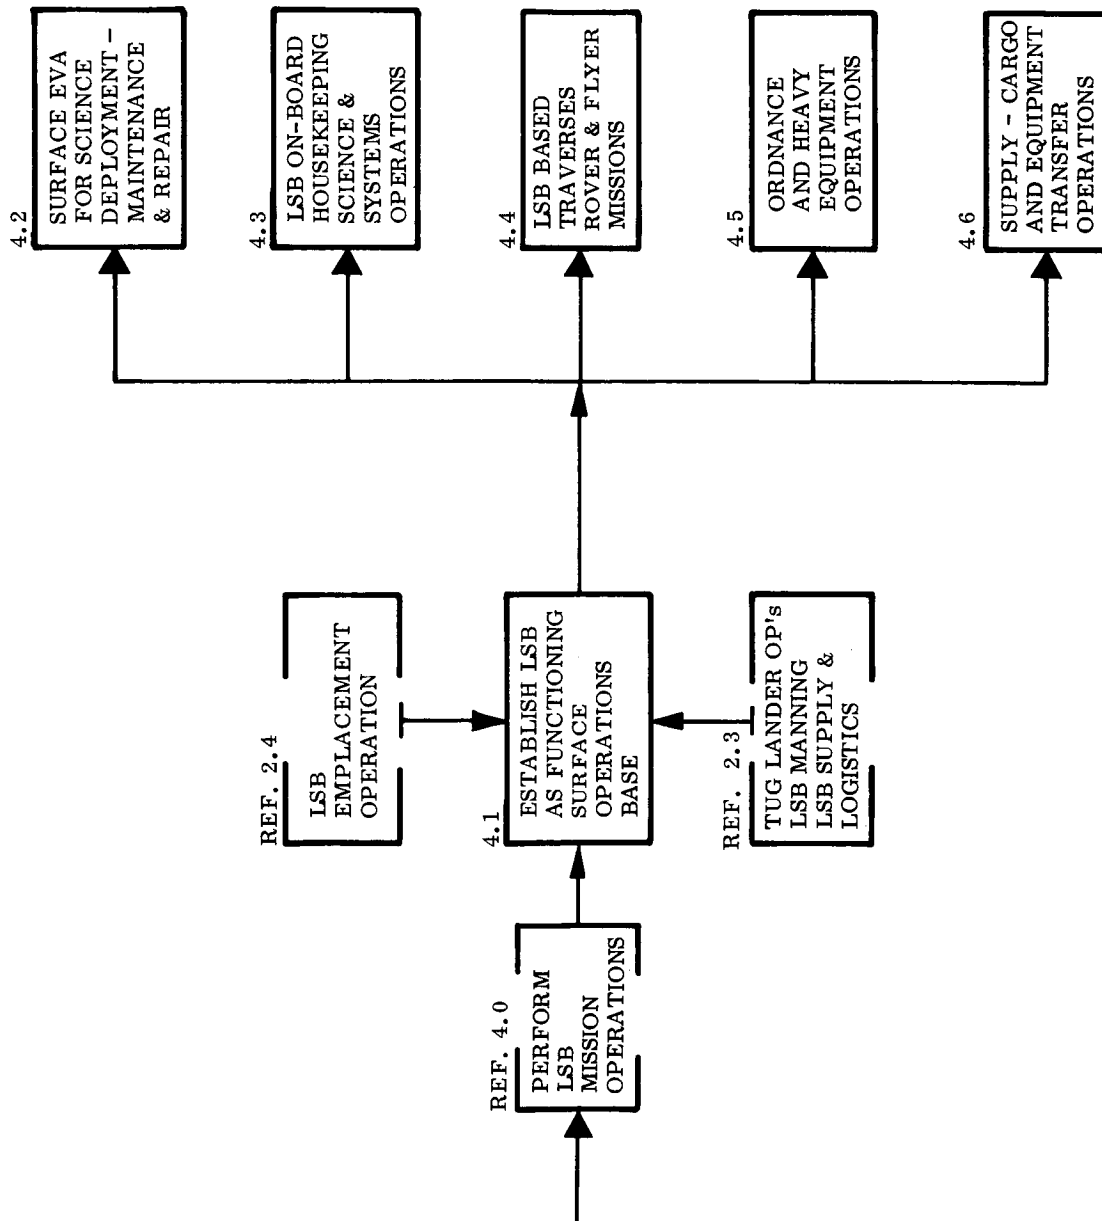 REF. 4.0
PERFORM
LSB
MISSION
OPERATIONS
REF. 2.4
LSB
EMPLACEMENT
OPERATION
4.1
ESTABLISH LSB
AS FUNCTIONING
SURFACE
OPERATIONS
BASE
REF. 2.3
TUG LANDER OP's
LSB MANNING
LSB SUPPLY &
LOGISTICS
4.2
SURFACE EVA
FOR SCIENCE
DEPLOYMENT –
MAINTENANCE
& REPAIR
4.3
LSB ON-BOARD
HOUSEKEEPING
SCIENCE &
SYSTEMS
OPERATIONS
4.4
LSB BASED
TRAVERSES
ROVER & FLYER
MISSIONS
4.5
ORDNANCE
AND HEAVY
EQUIPMENT
OPERATIONS
4.6
SUPPLY - CARGO
AND EQUIPMENT
TRANSFER
OPERATIONS